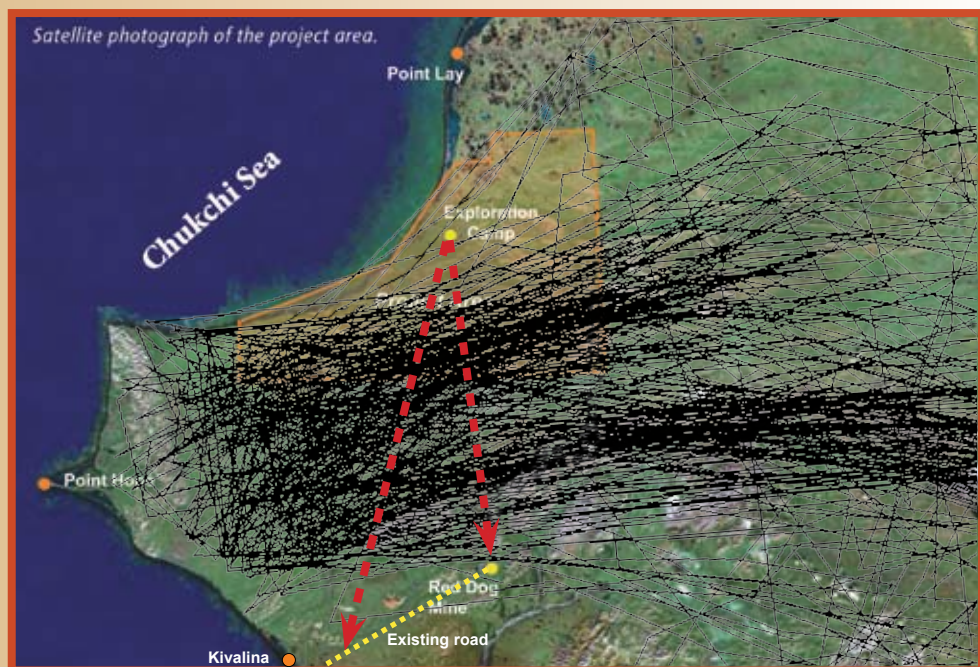 Satellite photograph of the project area.
Point Lay
Chukchi Sea
Exploration
Camp
Point
Red Dog
Mine
Existing road
Kivalina